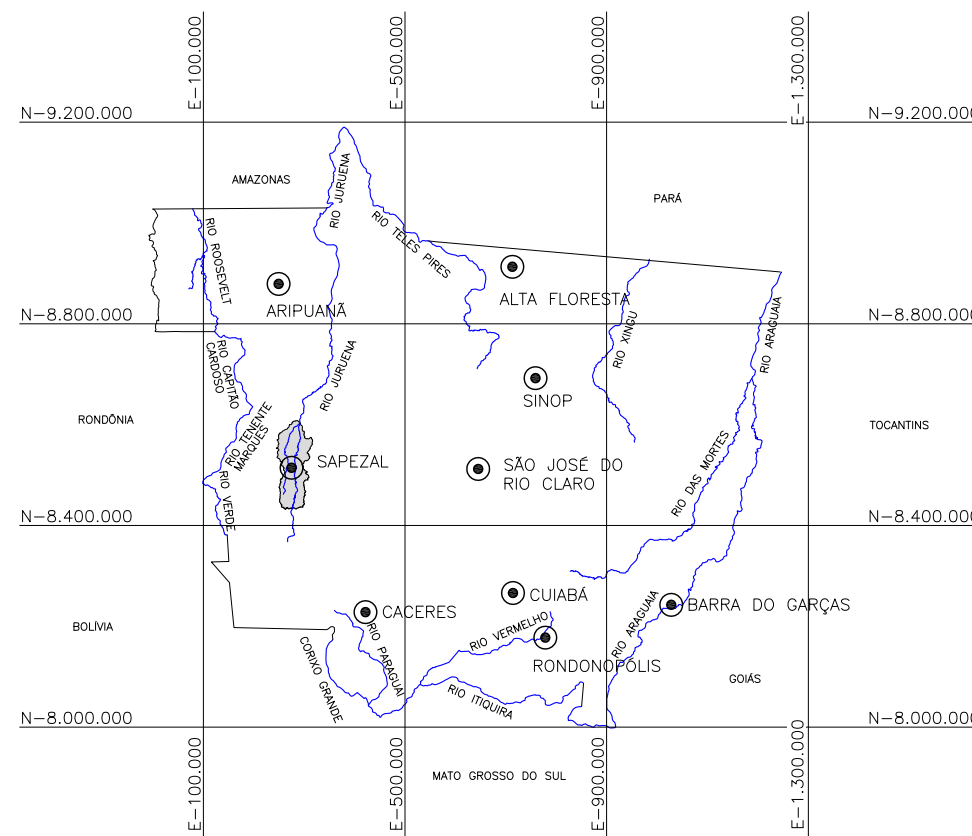 E-100.000
E-500.000
E-900.000
E-1.300.000
N-9.200.000
N-9.200.000
AMAZONAS
PARÁ
RIO JURUENA
RIO ROOSEVELT
RIO TELES PIRES
ARIPUANÃ
ALTA FLORESTA
N-8.800.000
N-8.800.000
RIO CAPITÃO
CARDOSO
RIO JURUENA
RIO XINGU
RIO ARAGUAIA
SINOP
RONDÔNIA
TOCANTINS
RIO TENENTE
MARQUES
SAPEZAL
SÃO JOSÉ DO
RIO CLARO
RIO VERDE
RIO DAS MORTES
N-8.400.000
N-8.400.000
CACERES
CUIABÁ
BARRA DO GARÇAS
BOLÍVIA
RIO PARAGUAI
RIO VERMELHO
RIO ARAGUAIA
RONDONOPÓLIS
CORIXO GRANDE
RIO ITIQUIRA
GOIÁS
N-8.000.000
N-8.000.000
MATO GROSSO DO SUL
E-100.000
E-500.000
E-900.000
E-1.300.000